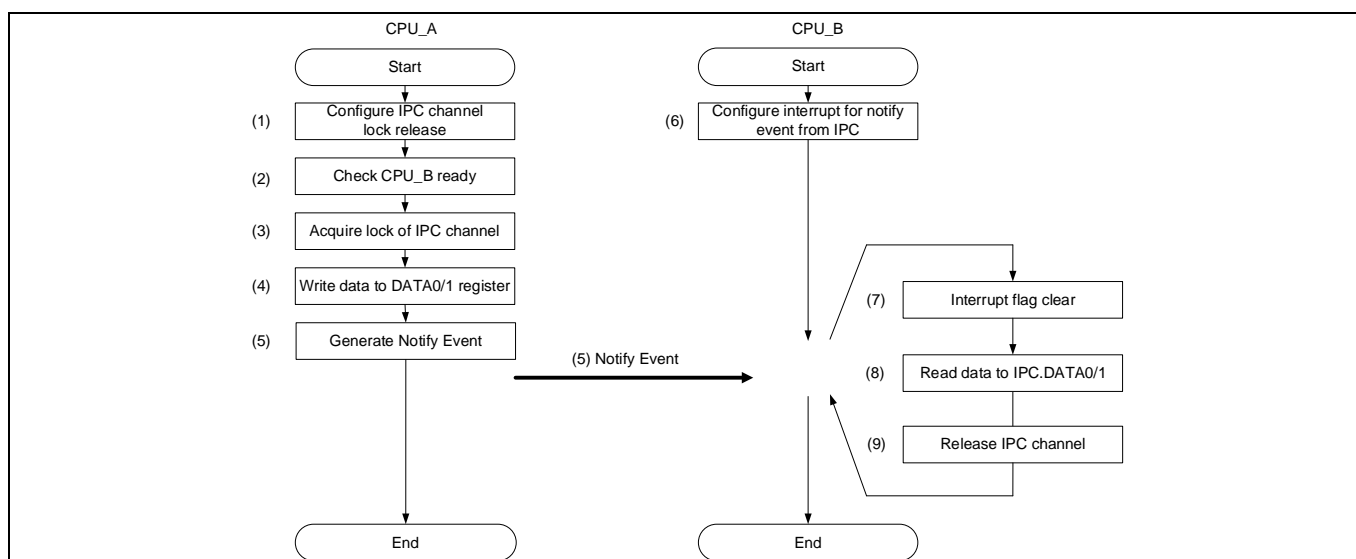 CPU_A
Start
(1)
Configure IPC channel
lock release
(2)
Check CPU_B ready
(3)
Acquire lock of IPC channel
(4)
Write data to DATA0/1 register
(5)
Generate Notify Event
(5) Notify Event
End
CPU_B
Start
(6)
Configure interrupt for notify
event from IPC
(7)
Interrupt flag clear
(8)
Read data to IPC.DATA0/1
(9)
Release IPC channel
End